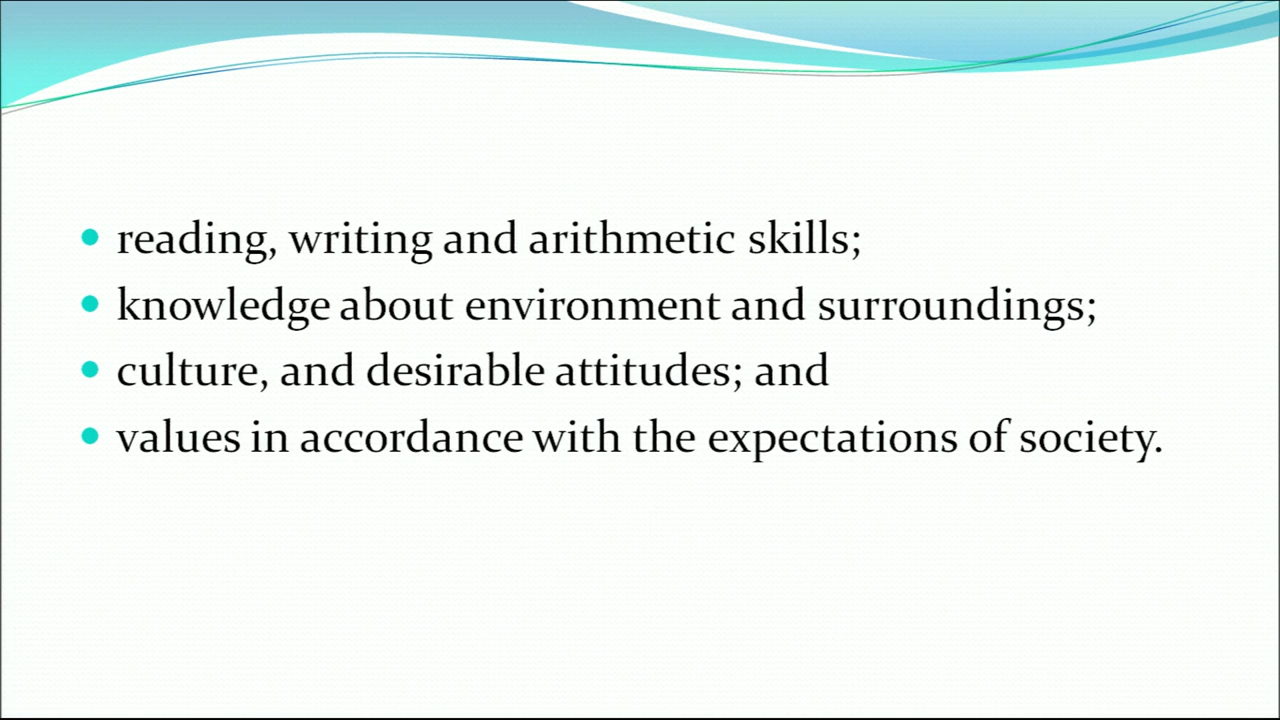 reading, writing and arithmetic skills;
knowledge about environment and surroundings;
culture, and desirable attitudes; and
values in accordance with the expectations of society.